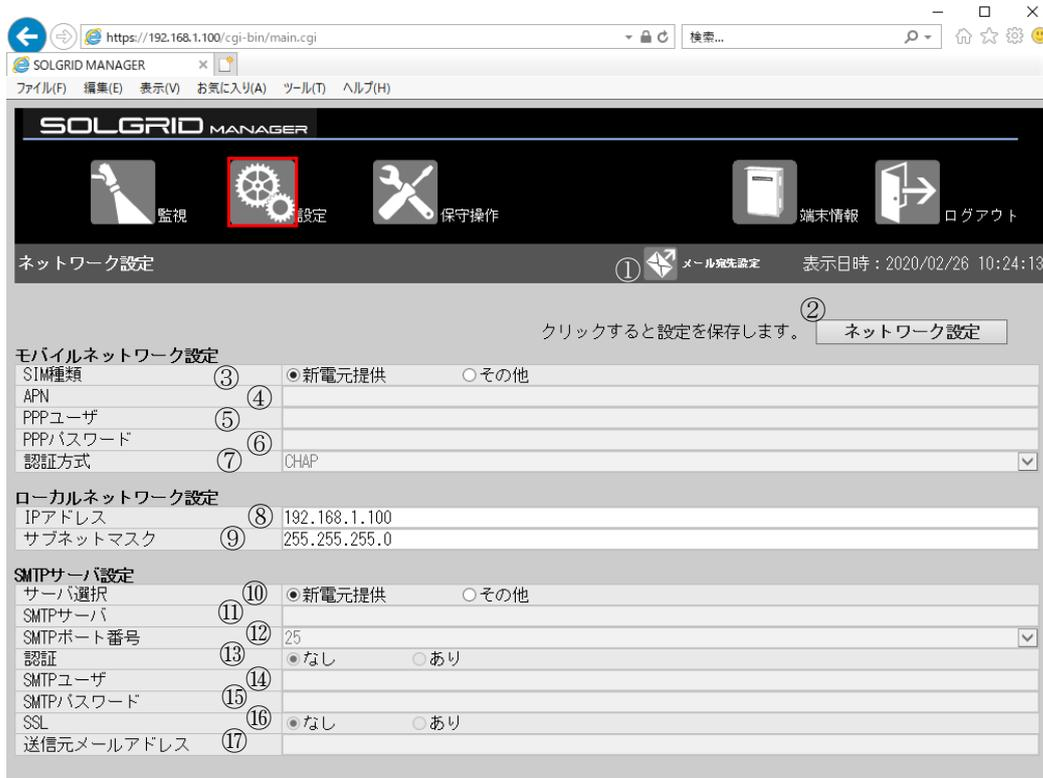 https://192.168.1.100/cgi-bin/main.cgi
検索...
SOLGRID MANAGER
ファイル(F) 編集(E) 表示(V) お気に入り(A) ツール(T) ヘルプ(H)
SOLGRID MANAGER
監視 設定 保守操作 端末情報 ログアウト
ネットワーク設定 ① メール宛先設定 表示日時：2020/02/26 10:24:13
②
クリックすると設定を保存します。 ネットワーク設定
モバイルネットワーク設定
SIM種類 ③ 新電元提供 その他
APN ④
PPPユーザ ⑤
PPPパスワード ⑥
認証方式 ⑦ CHAP
ローカルネットワーク設定
IPアドレス ⑧ 192.168.1.100
サブネットマスク ⑨ 255.255.255.0
SMTPサーバ設定
サーバ選択 ⑩ 新電元提供 その他
SMTPサーバ ⑪
SMTPポート番号 ⑫ 25
認証 ⑬ なし あり
SMTPユーザ ⑭
SMTPパスワード ⑮
SSL ⑯ なし あり
送信元メールアドレス ⑰